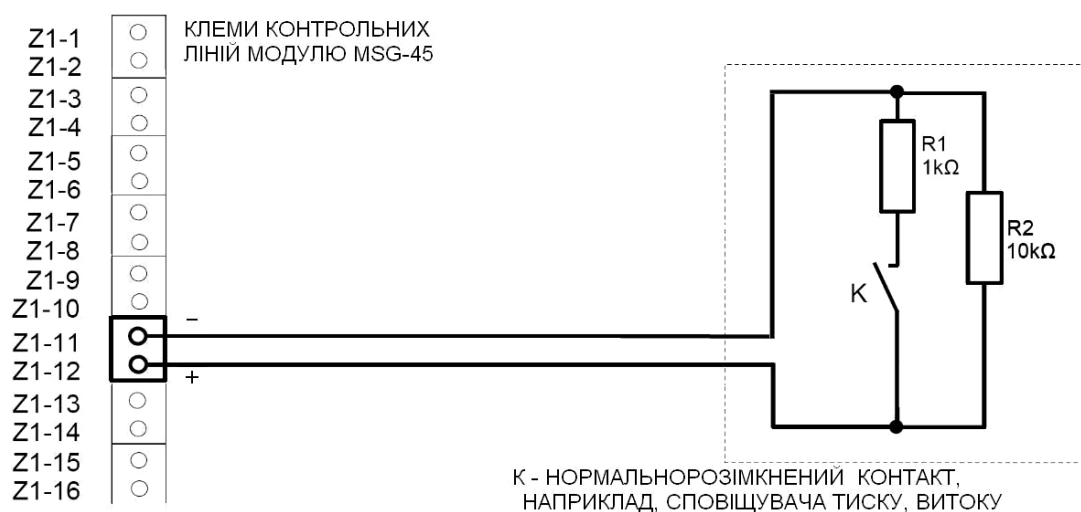 КЛЕМИ КОНТРОЛЬНИХ
ЛІНІЙ МОДУЛЮ MSG-45
Z1-1
Z1-2
Z1-3
Z1-4
Z1-5
Z1-6
Z1-7
Z1-8
Z1-9
Z1-10
Z1-11
Z1-12
Z1-13
Z1-14
Z1-15
Z1-16
−
+
R1
1kΩ
R2
10kΩ
К
К - НОРМАЛЬНОРОЗІМКНЕНИЙ КОНТАКТ,
НАПРИКЛАД, СПОВІЩУВАЧА ТИСКУ, ВИТОКУ